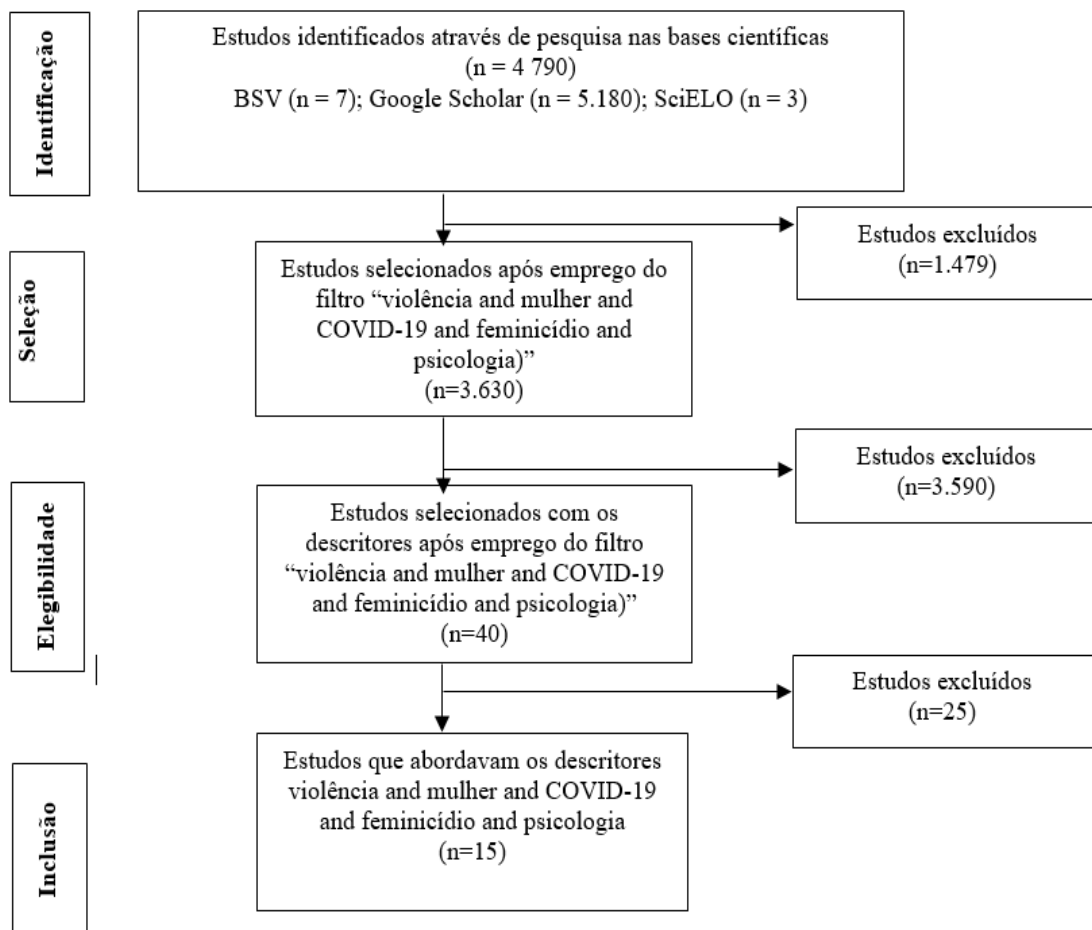 Identificação
Estudos identificados através de pesquisa nas bases científicas
(n = 4 790)
BSV (n = 7); Google Scholar (n = 5.180); SciELO (n = 3)
Estudos excluídos
(n=1.479)
Seleção
Estudos selecionados após emprego do
filtro “violência and mulher and
COVID-19 and feminicídio and
psicologia)”
(n=3.630)
Estudos excluídos
(n=3.590)
Elegibilidade
Estudos selecionados com os
descritores após emprego do filtro
“violência and mulher and COVID-19
and feminicídio and psicologia)”
(n=40)
Estudos excluídos
(n=25)
Inclusão
Estudos que abordavam os descritores
violência and mulher and COVID-19
and feminicídio and psicologia
(n=15)